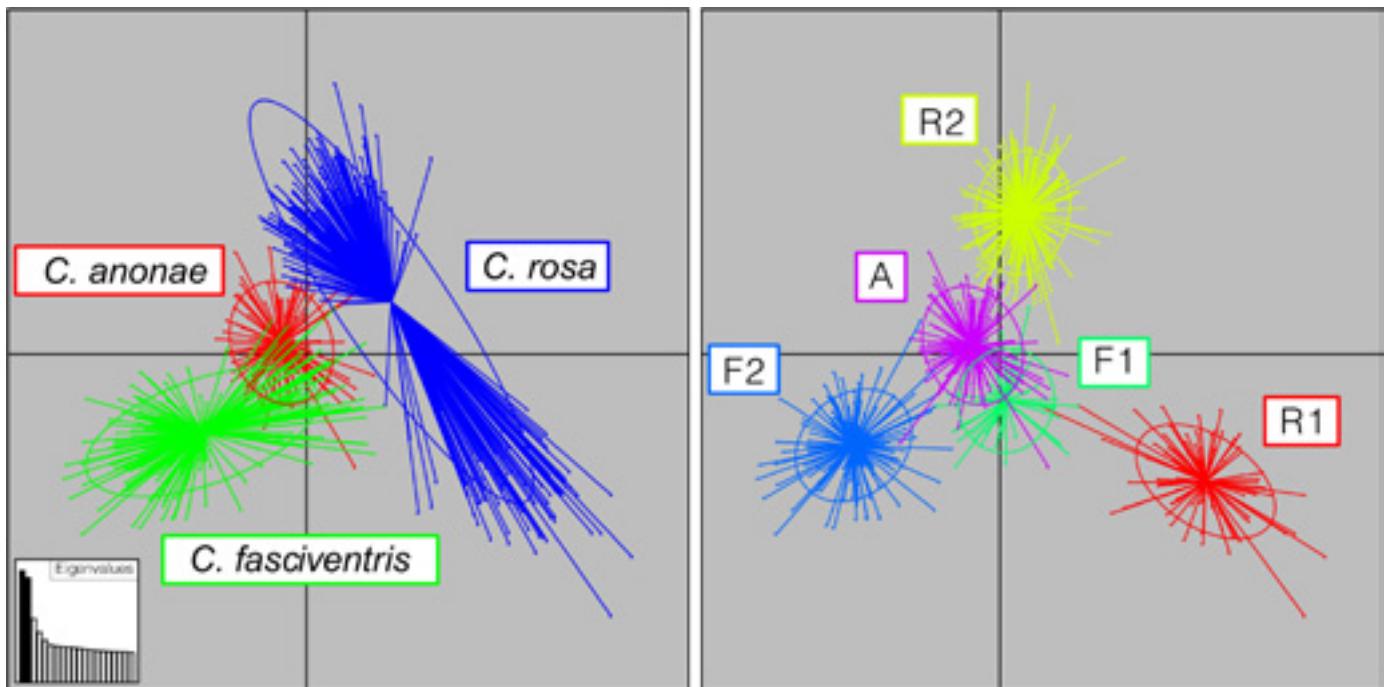 C. anonae
C. rosa
C. fasciventris
Eigenvalues
R2
A
F2
F1
R1